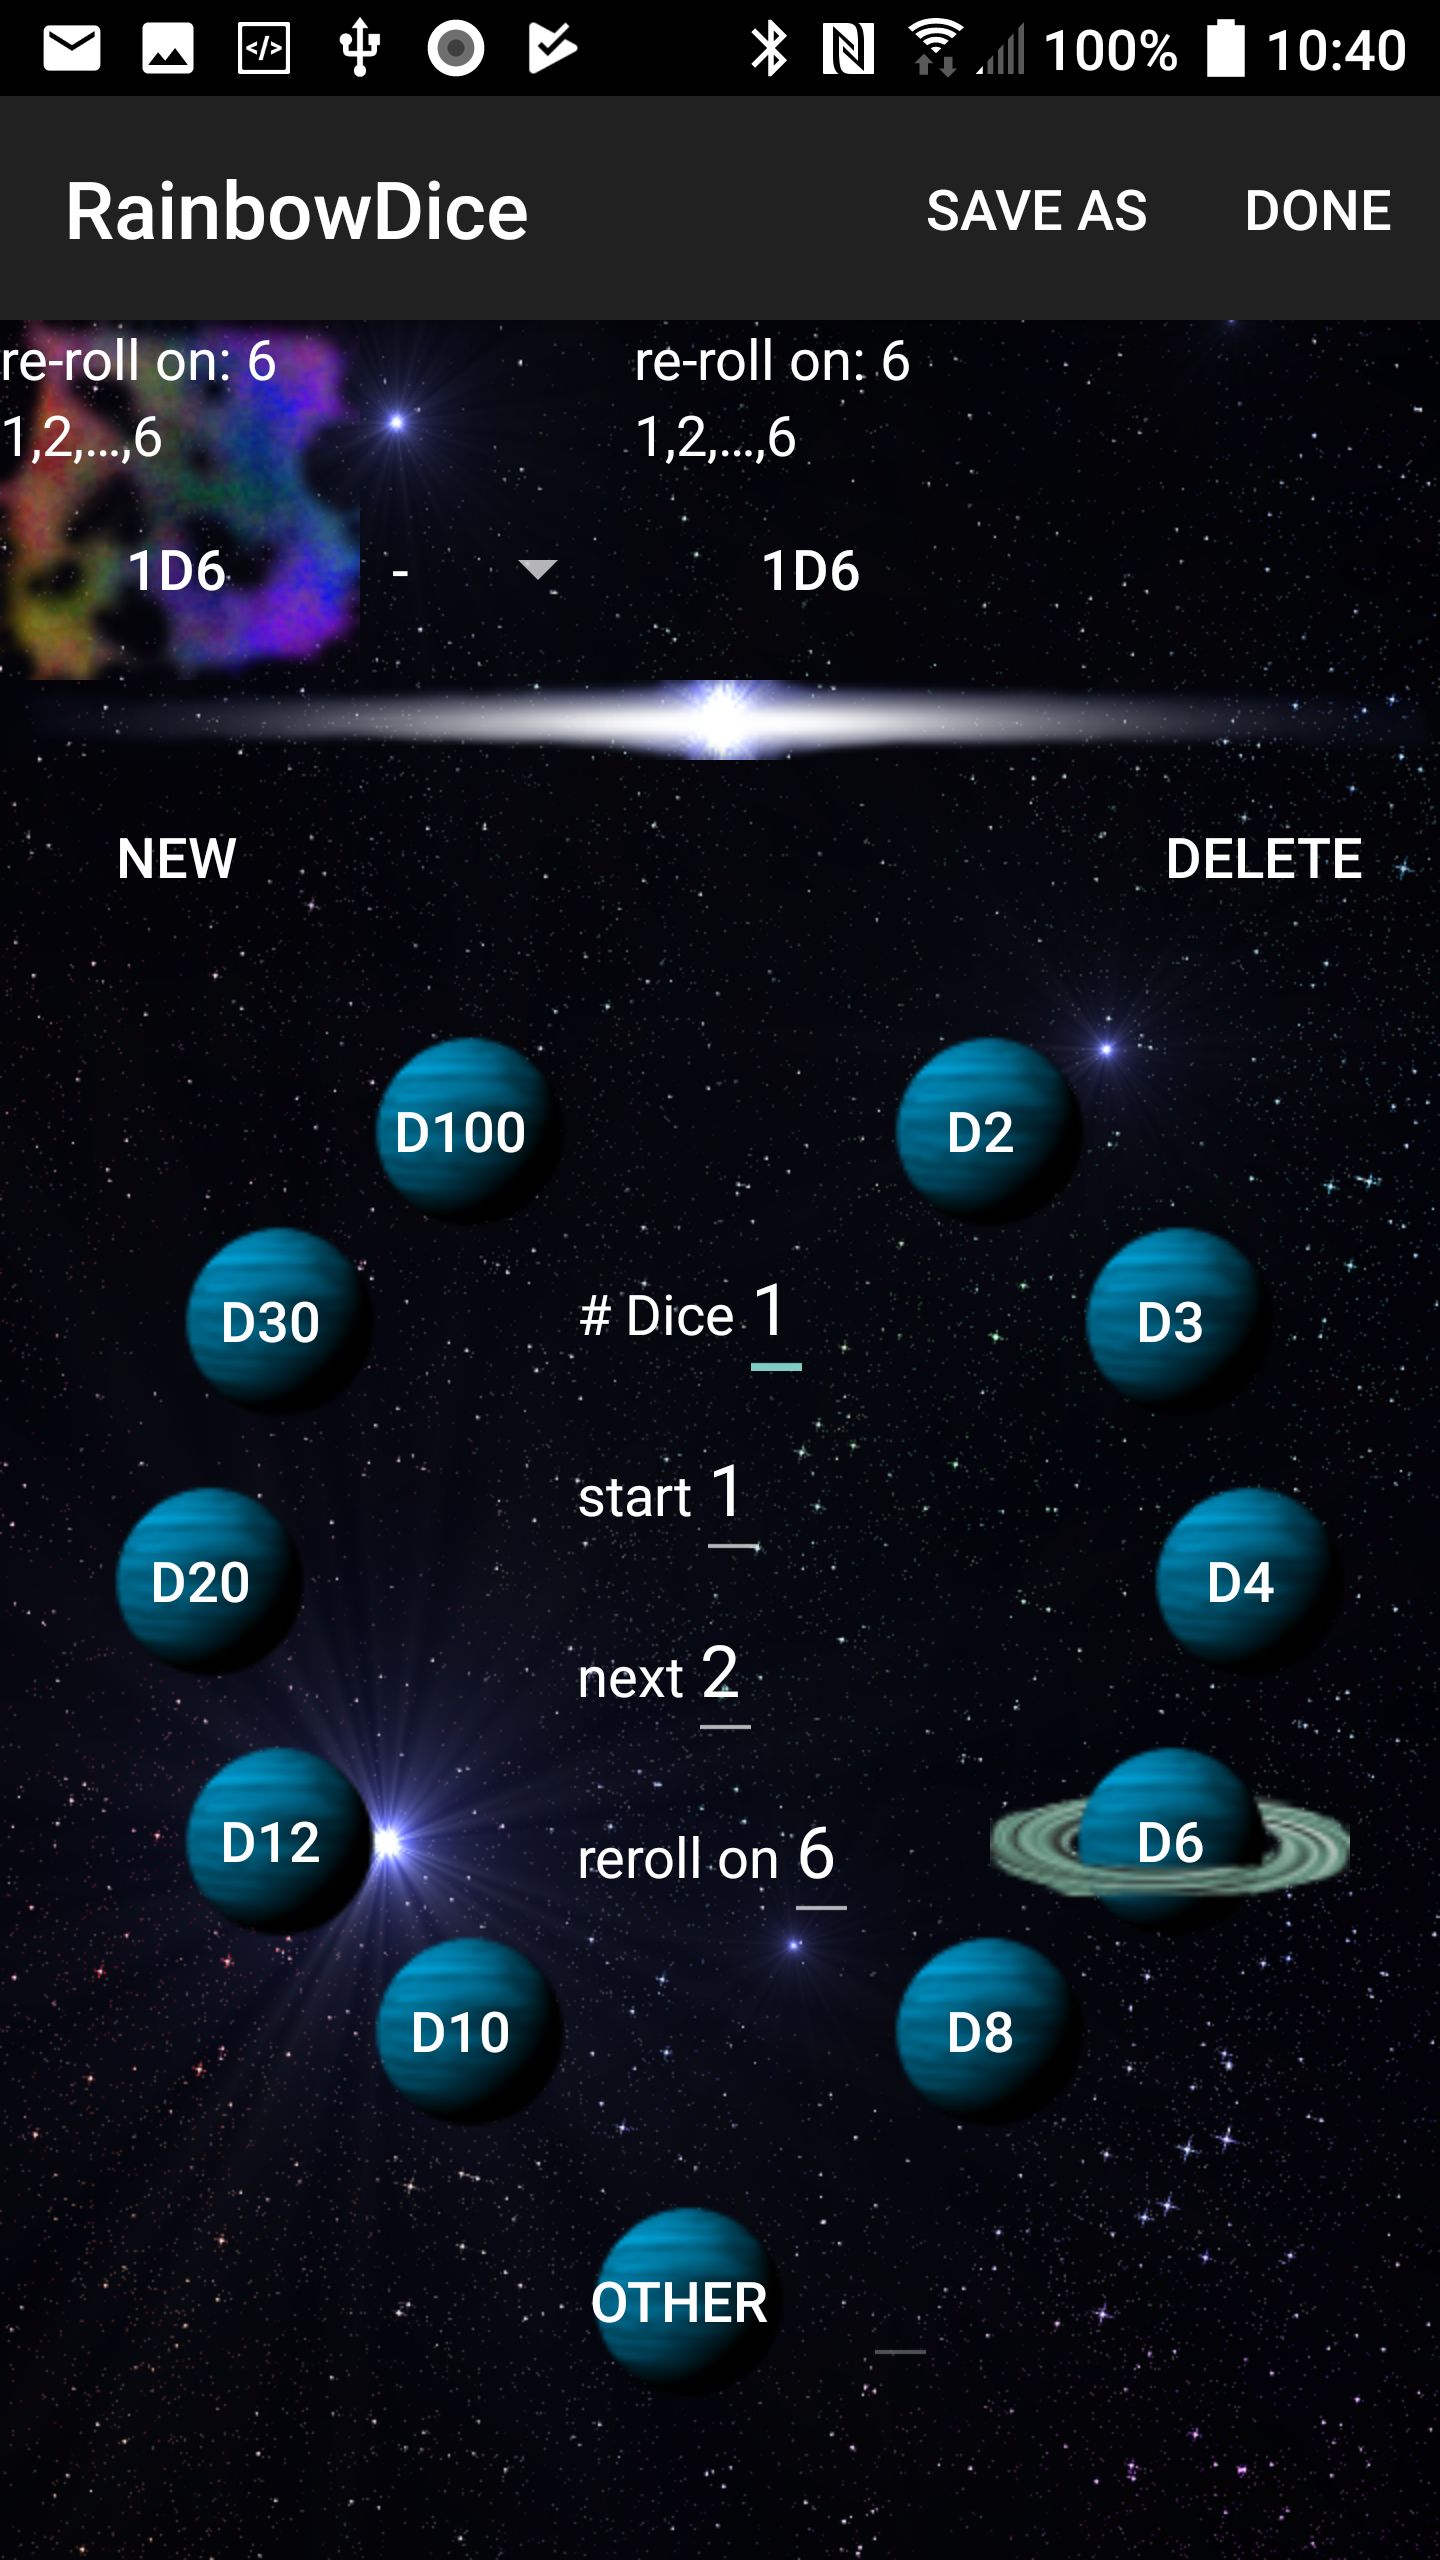 100% 10:40
RainbowDice SAVE AS DONE
re-roll on: 6 re-roll on: 6
1,2,...,6 1,2,...,6
1D6 - 1D6
NEW DELETE
D100 D2
D30 # Dice 1 D3
start 1
D20 D4
next 2
D12 reroll on 6 D6
D10 D8
OTHER